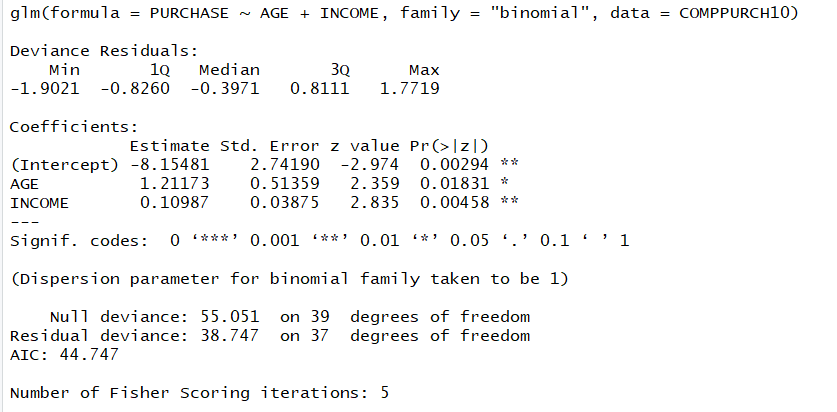 glm(formula = PURCHASE ~ AGE + INCOME, family = "binomial", data = COMPPURCH10)
Deviance Residuals:
Min 1Q Median 3Q Max
-1.9021 -0.8260 -0.3971 0.8111 1.7719
Coefficients:
Estimate Std. Error z value Pr(>|z|)
(Intercept) -8.15481 2.74190 -2.974 0.00294 **
AGE 1.21173 0.51359 2.359 0.01831 *
INCOME 0.10987 0.03875 2.835 0.00458 **
---
Signif. codes: 0 ‘***’ 0.001 ‘**’ 0.01 ‘*’ 0.05 ‘.’ 0.1 ‘ ’ 1
(Dispersion parameter for binomial family taken to be 1)
Null deviance: 55.051 on 39 degrees of freedom
Residual deviance: 38.747 on 37 degrees of freedom
AIC: 44.747
Number of Fisher Scoring iterations: 5